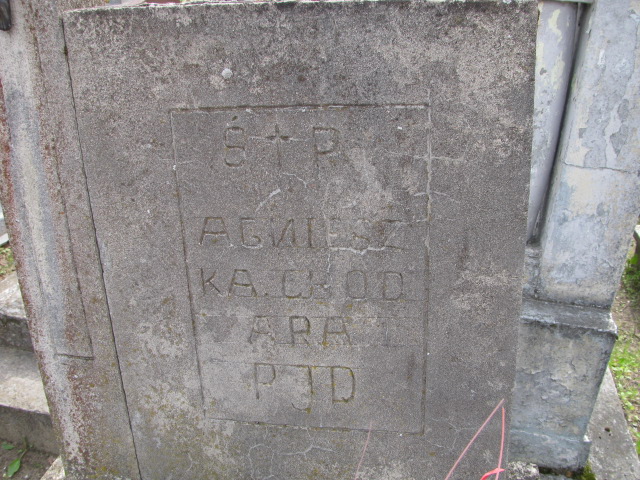 Ś † P
AGNIESZ
KA. CHOD
ARA
PJD